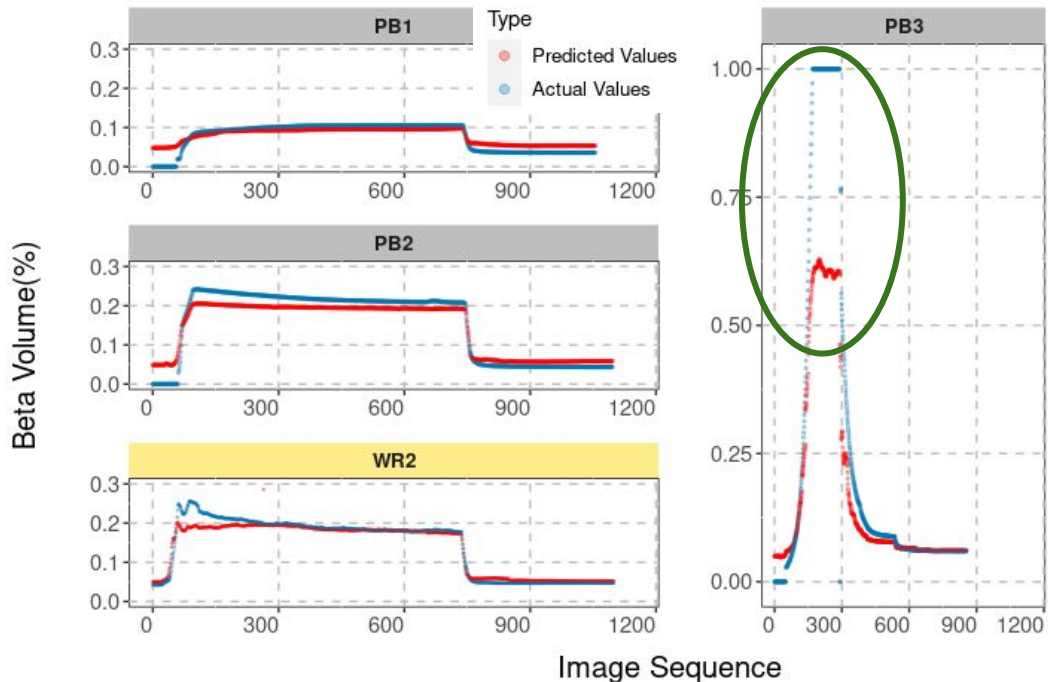 PB1
Type
Predicted Values
Actual Values
0.3
0.2
0.1
0.0
0 300 600 900 1200
PB2
0.3
0.2
0.1
0.0
0 300 600 900 1200
WR2
0.3
0.2
0.1
0.0
0 300 600 900 1200
PB3
1.00
0.75
0.50
0.25
0.00
0 300 600 900 1200
Beta Volume(%)
Image Sequence